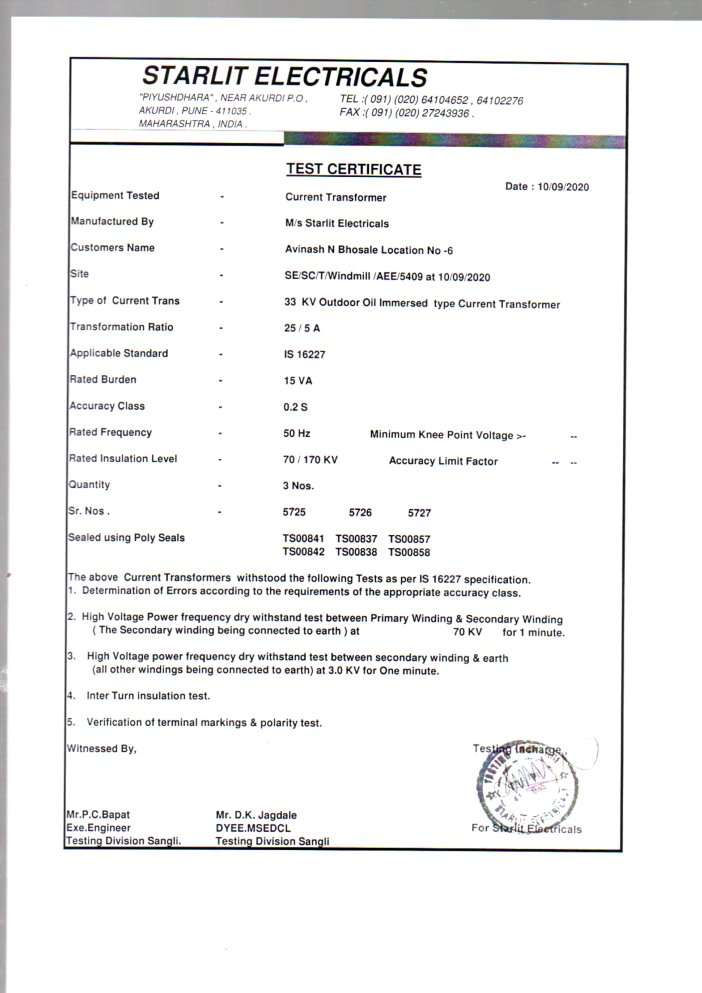 STARLIT ELECTRICALS
"PIYUSHDHARA" , NEAR AKURDI P.O ,
AKURDI , PUNE - 411035 .
MAHARASHTRA , INDIA .
TEL :( 091) (020) 64104652 , 64102276
FAX :( 091) (020) 27243936 .
TEST CERTIFICATE
Date : 10/09/2020
Equipment Tested - Current Transformer
Manufactured By - M/s Starlit Electricals
Customers Name - Avinash N Bhosale Location No -6
Site - SE/SC/T/Windmill /AEE/5409 at 10/09/2020
Type of Current Trans - 33 KV Outdoor Oil Immersed type Current Transformer
Transformation Ratio - 25 / 5 A
Applicable Standard - IS 16227
Rated Burden - 15 VA
Accuracy Class - 0.2 S
Rated Frequency - 50 Hz Minimum Knee Point Voltage >- --
Rated Insulation Level - 70 / 170 KV Accuracy Limit Factor -- --
Quantity - 3 Nos.
Sr. Nos . - 5725 5726 5727
Sealed using Poly Seals TS00841 TS00837 TS00857
TS00842 TS00838 TS00858
The above Current Transformers withstood the following Tests as per IS 16227 specification.
1. Determination of Errors according to the requirements of the appropriate accuracy class.
2. High Voltage Power frequency dry withstand test between Primary Winding & Secondary Winding
( The Secondary winding being connected to earth ) at 70 KV for 1 minute.
3. High Voltage power frequency dry withstand test between secondary winding & earth
(all other windings being connected to earth) at 3.0 KV for One minute.
4. Inter Turn insulation test.
5. Verification of terminal markings & polarity test.
Witnessed By, Testing Incharge,
Mr.P.C.Bapat Mr. D.K. Jagdale
Exe.Engineer DYEE.MSEDCL For Starlit Electricals
Testing Division Sangli. Testing Division Sangli